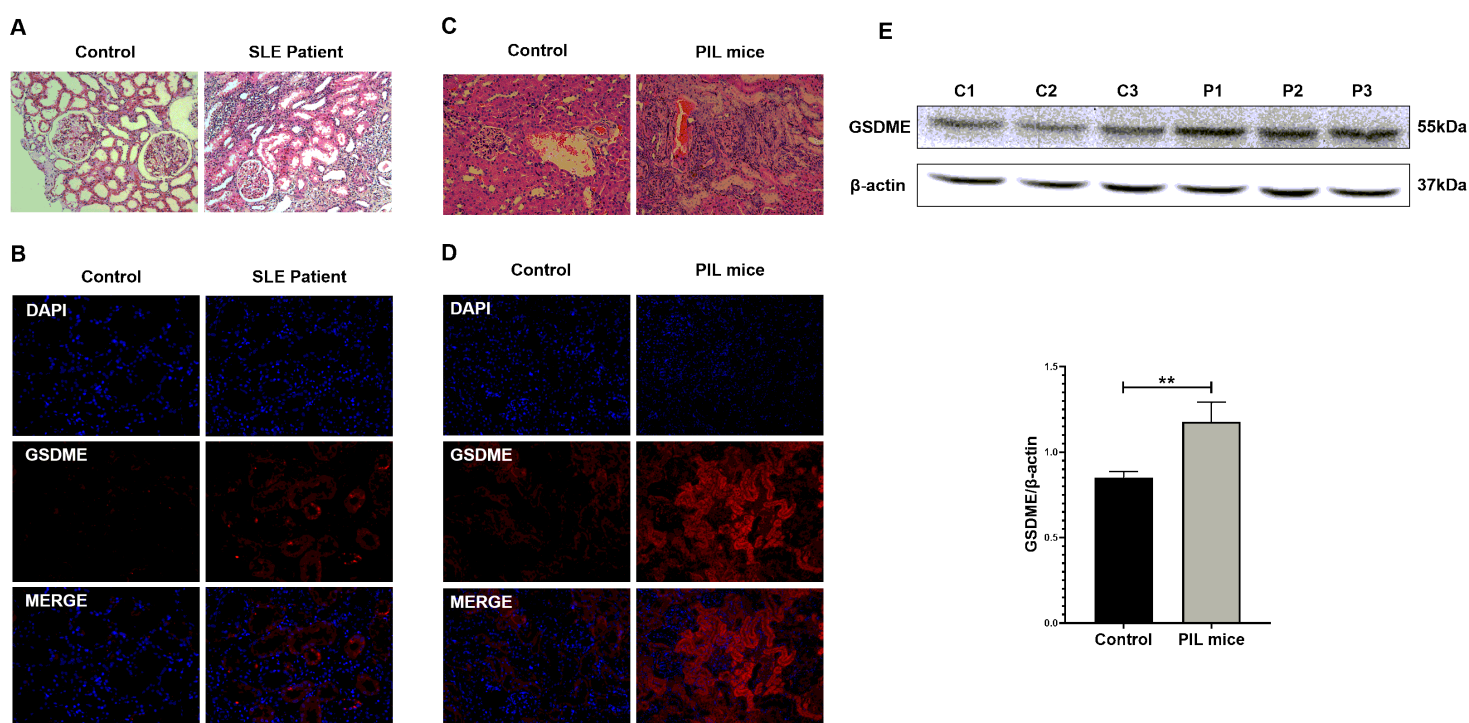 A
Control SLE Patient
B
Control SLE Patient
DAPI
GSDME
MERGE
C
Control PIL mice
D
Control PIL mice
DAPI
GSDME
MERGE
E
C1 C2 C3 P1 P2 P3
GSDME 55kDa
β-actin 37kDa
GSDME/β-actin
1.5
1.0
0.5
0.0
**
Control PIL mice